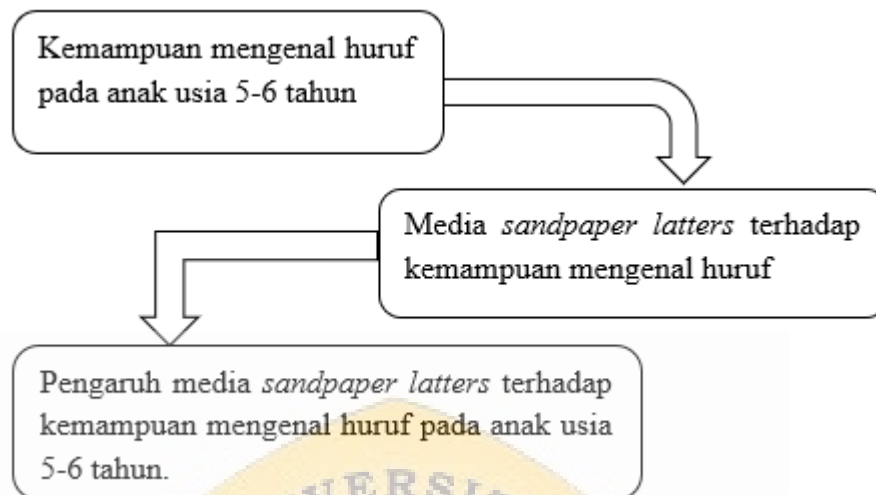 Kemampuan mengenal huruf
pada anak usia 5-6 tahun
Media sandpaper latters terhadap
kemampuan mengenal huruf
Pengaruh media sandpaper latters terhadap
kemampuan mengenal huruf pada anak usia
5-6 tahun.
VERSI